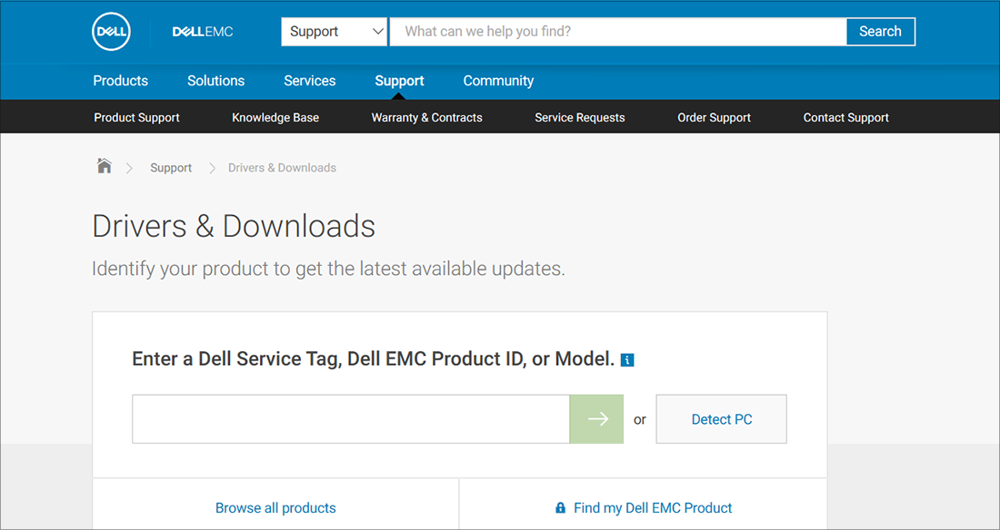 DELL DELLEMC Support What can we help you find? Search
Products Solutions Services Support Community
Product Support Knowledge Base Warranty & Contracts Service Requests Order Support Contact Support
Support Drivers & Downloads
Drivers & Downloads
Identify your product to get the latest available updates.
Enter a Dell Service Tag, Dell EMC Product ID, or Model. i
or Detect PC
Browse all products Find my Dell EMC Product